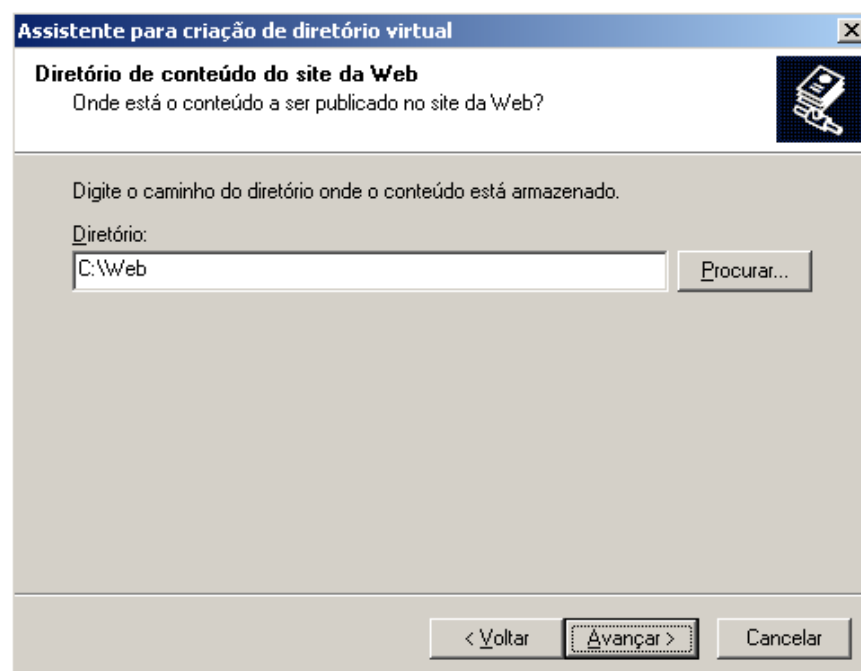 Assistente para criação de diretório virtual
Diretório de conteúdo do site da Web
Onde está o conteúdo a ser publicado no site da Web?
Digite o caminho do diretório onde o conteúdo está armazenado.
Diretório:
C:\Web
Procurar...
< Voltar
Avançar >
Cancelar